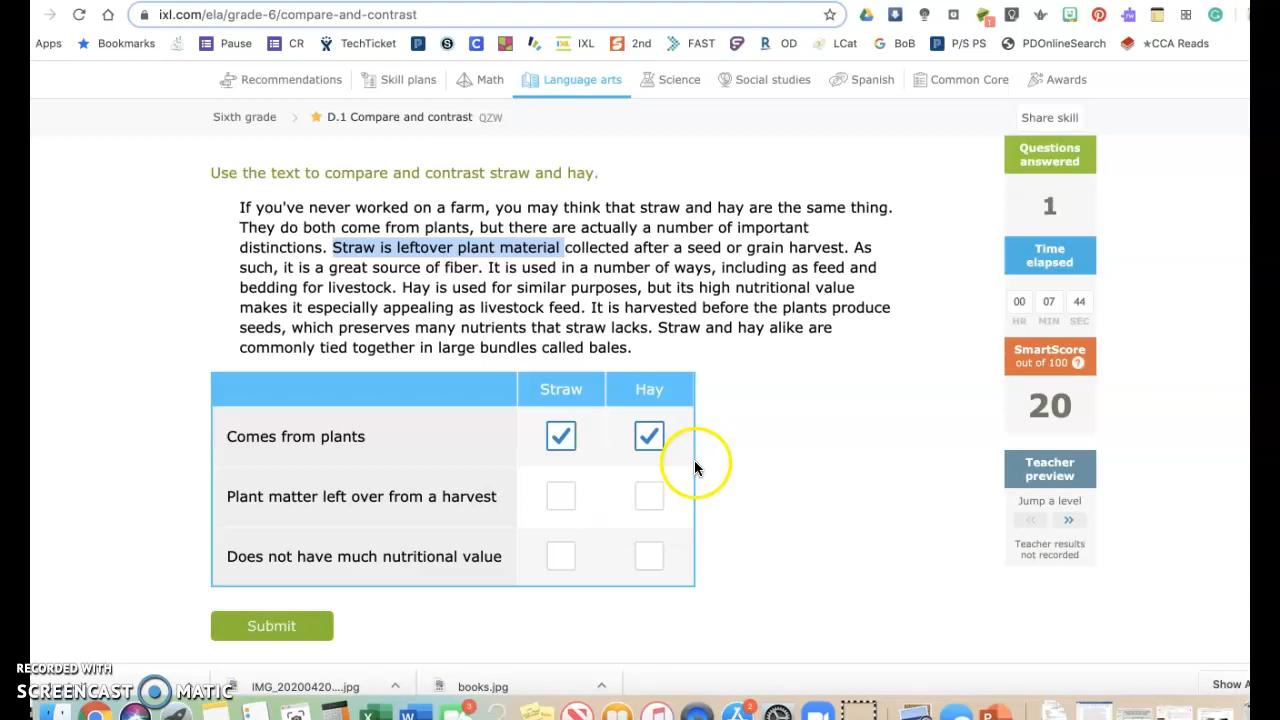 ixl.com/ela/grade-6/compare-and-contrast
Apps Bookmarks Pause CR TechTicket IXL 2nd FAST OD LCat BoB P/S PS PDOnlineSearch ★CCA Reads
Recommendations Skill plans Math Language arts Science Social studies Spanish Common Core Awards
Sixth grade > D.1 Compare and contrast QZW
Share skill
Use the text to compare and contrast straw and hay.
If you've never worked on a farm, you may think that straw and hay are the same thing.
They do both come from plants, but there are actually a number of important
distinctions. Straw is leftover plant material collected after a seed or grain harvest. As
such, it is a great source of fiber. It is used in a number of ways, including as feed and
bedding for livestock. Hay is used for similar purposes, but its high nutritional value
makes it especially appealing as livestock feed. It is harvested before the plants produce
seeds, which preserves many nutrients that straw lacks. Straw and hay alike are
commonly tied together in large bundles called bales.
Straw Hay
Comes from plants
Plant matter left over from a harvest
Does not have much nutritional value
Submit
Questions
answered
1
Time
elapsed
00 07 44
HR MIN SEC
SmartScore
out of 100 ?
20
Teacher
preview
Jump a level
<< >>
Teacher results
not recorded
RECORDED WITH
SCREENCAST MATIC
IMG_20200420....jpg
books.jpg
Show A
3
2